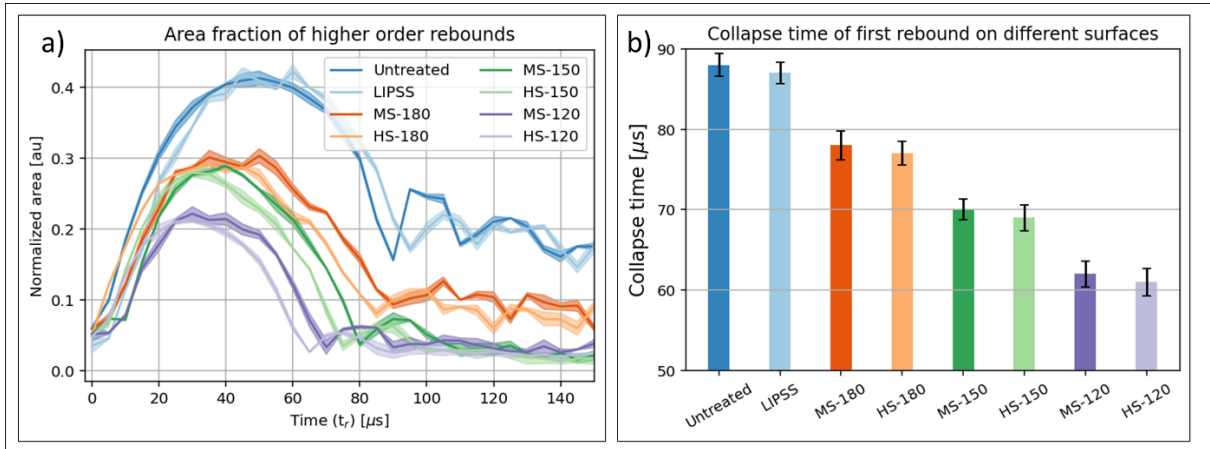 a)
Area fraction of higher order rebounds
Normalized area [au]
0.4
0.3
0.2
0.1
0.0
Untreated
LIPSS
MS-180
HS-180
MS-150
HS-150
MS-120
HS-120
0 20 40 60 80 100 120 140
Time (tᵣ) [μs]
b)
Collapse time of first rebound on different surfaces
Collapse time [μs]
90
80
70
60
50
Untreated
LIPSS
MS-180
HS-180
MS-150
HS-150
MS-120
HS-120